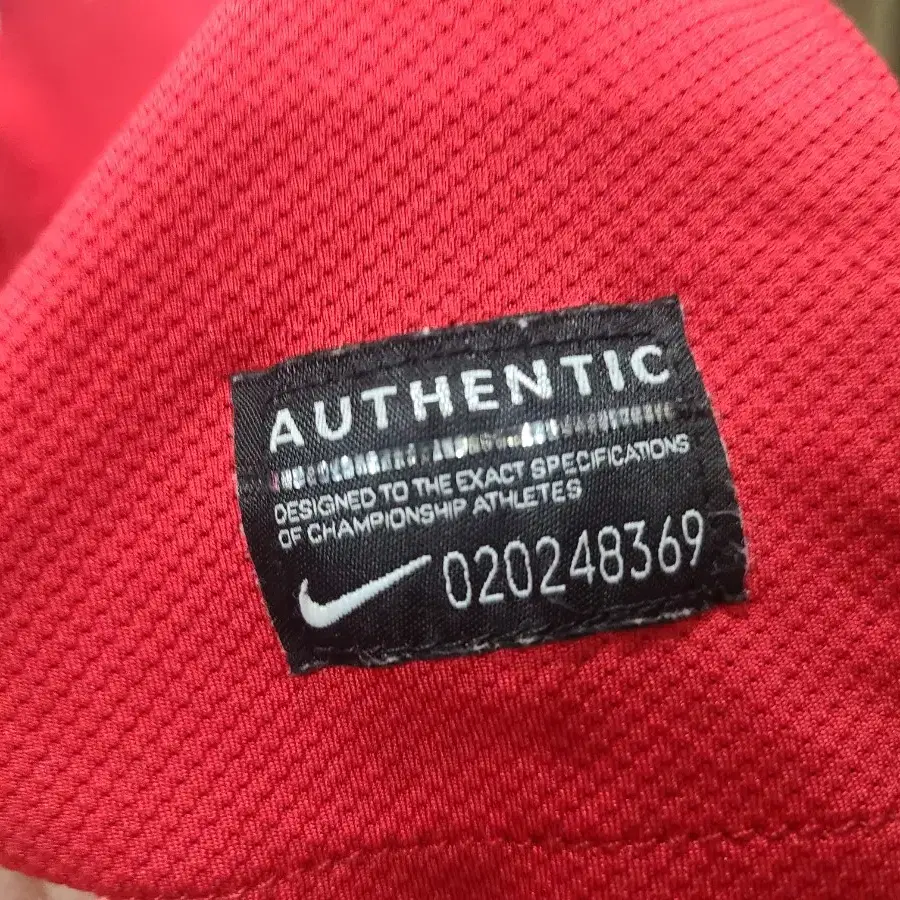 AUTHENTIC
DESIGNED TO THE EXACT SPECIFICATIONS
OF CHAMPIONSHIP ATHLETES
020248369